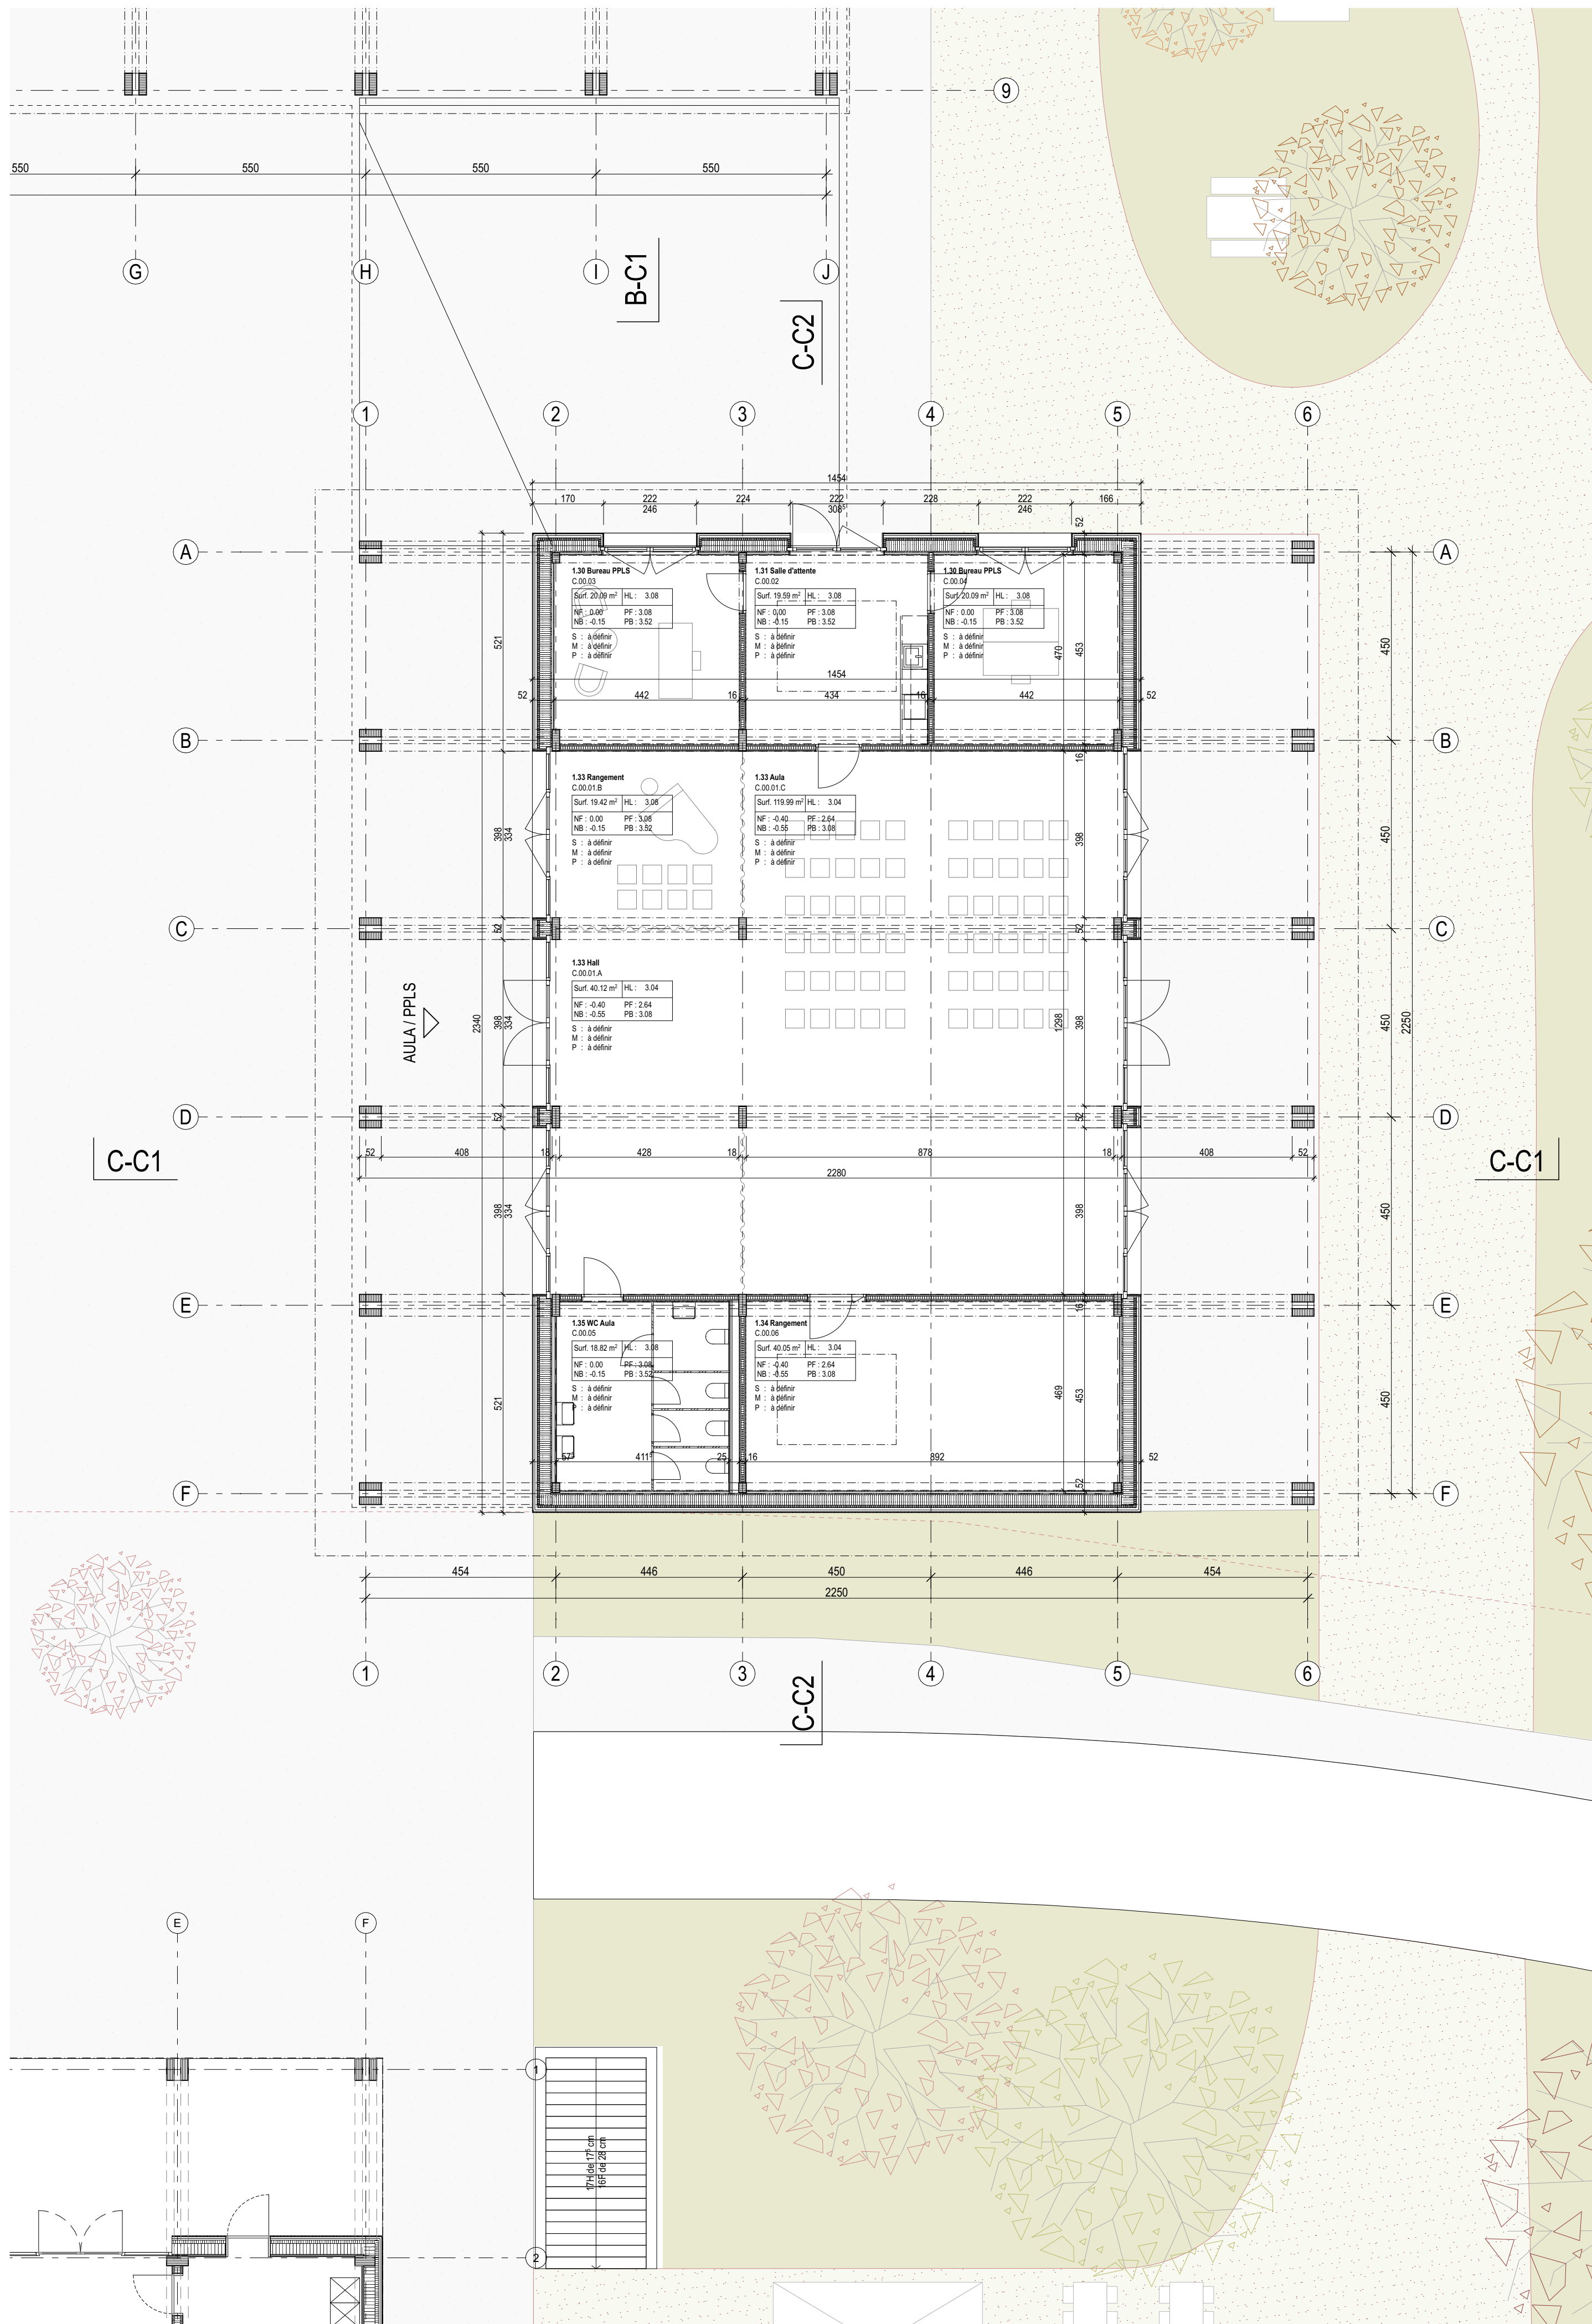 9
550
550
550
550
G
H
I
J
B-C1
C-C2
1
2
3
4
5
6
1454
170
222
224
222
228
222
166
246
308⁵
246
52
A
A
1.30 Bureau PPLS
C.00.03
Surf. 20.09 m² HL : 3.08
NF : 0.00 PF : 3.08
NB : -0.15 PB : 3.52
S : à définir
M : à définir
P : à définir
1.31 Salle d'attente
C.00.02
Surf. 19.59 m² HL : 3.08
NF : 0.00 PF : 3.08
NB : -0.15 PB : 3.52
S : à définir
M : à définir
P : à définir
1.30 Bureau PPLS
C.00.04
Surf. 20.09 m² HL : 3.08
NF : 0.00 PF : 3.08
NB : -0.15 PB : 3.52
S : à définir
M : à définir
P : à définir
521
470
453
450
1454
52
442
16
434
16
442
52
B
B
16
1.33 Rangement
C.00.01.B
Surf. 19.42 m² HL : 3.08
NF : 0.00 PF : 3.08
NB : -0.15 PB : 3.52
S : à définir
M : à définir
P : à définir
1.33 Aula
C.00.01.C
Surf. 119.99 m² HL : 3.04
NF : -0.40 PF : 2.64
NB : -0.55 PB : 3.08
S : à définir
M : à définir
P : à définir
398
334
398
450
C
52
52
C
1.33 Hall
C.00.01.A
Surf. 40.12 m² HL : 3.04
NF : -0.40 PF : 2.64
NB : -0.55 PB : 3.08
S : à définir
M : à définir
P : à définir
AULA / PPLS
2340
398
334
1298
398
450
2250
D
52
52
D
C-C1
C-C1
52
408
18
428
18
878
18
408
52
2280
398
334
398
450
E
E
16
1.35 WC Aula
C.00.05
Surf. 18.82 m² HL : 3.08
NF : 0.00 PF : 3.08
NB : -0.15 PB : 3.52
S : à définir
M : à définir
P : à définir
1.34 Rangement
C.00.06
Surf. 40.05 m² HL : 3.04
NF : -0.40 PF : 2.64
NB : -0.55 PB : 3.08
S : à définir
M : à définir
P : à définir
521
469
453
450
57
411⁵
25
16
892
52
52
F
F
454
446
450
446
454
2250
1
2
3
4
5
6
C-C2
E
F
1
17H de 17⁵ cm
16F de 28 cm
2